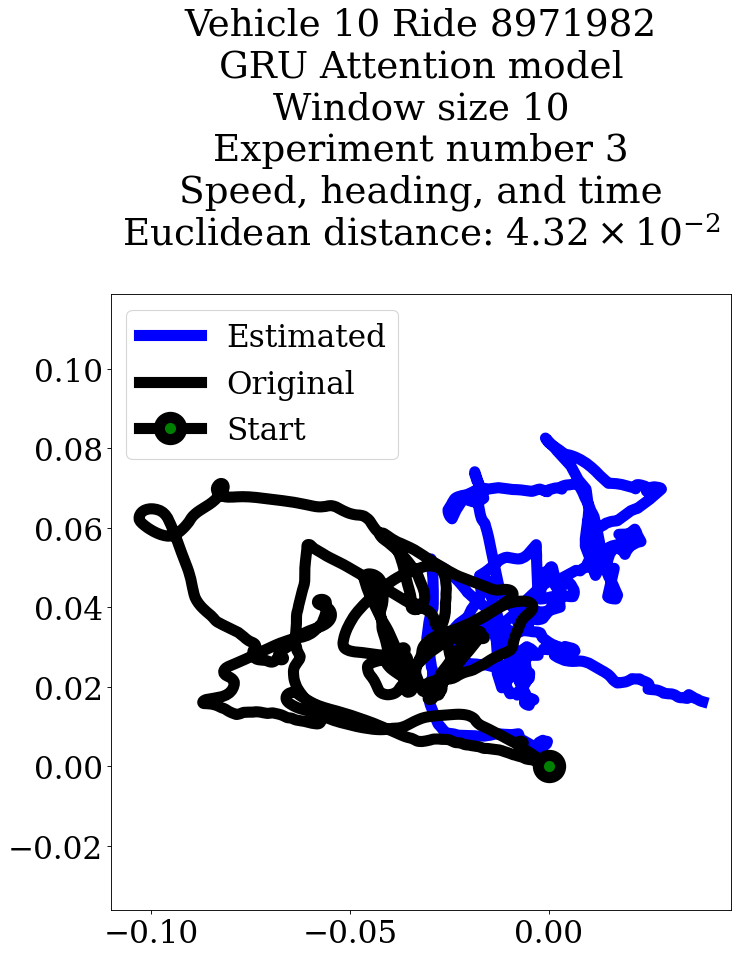 Vehicle 10 Ride 8971982
GRU Attention model
Window size 10
Experiment number 3
Speed, heading, and time
Euclidean distance: 4.32 × 10⁻²
Estimated
Original
Start
0.10
0.08
0.06
0.04
0.02
0.00
−0.02
−0.10 −0.05 0.00